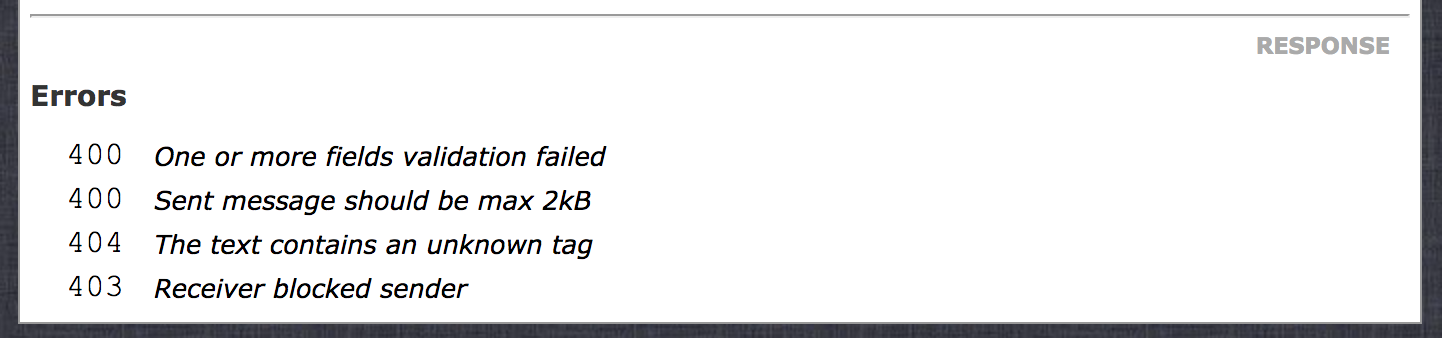 RESPONSE
Errors
400 One or more fields validation failed
400 Sent message should be max 2kB
404 The text contains an unknown tag
403 Receiver blocked sender